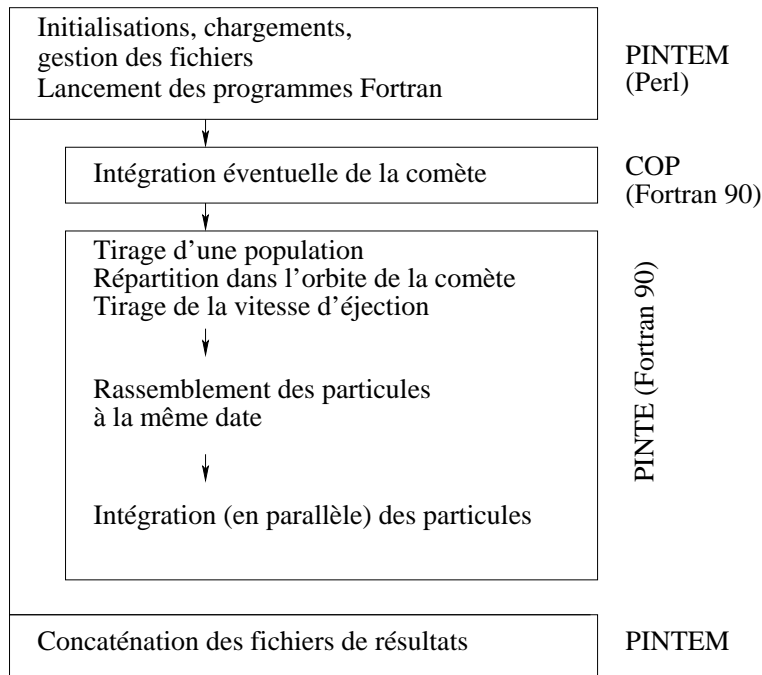 Initialisations, chargements,
gestion des fichiers
Lancement des programmes Fortran
PINTEM
(Perl)
Intégration éventuelle de la comète
COP
(Fortran 90)
Tirage d'une population
Répartition dans l'orbite de la comète
Tirage de la vitesse d'éjection
Rassemblement des particules
à la même date
Intégration (en parallèle) des particules
PINTE (Fortran 90)
Concaténation des fichiers de résultats
PINTEM